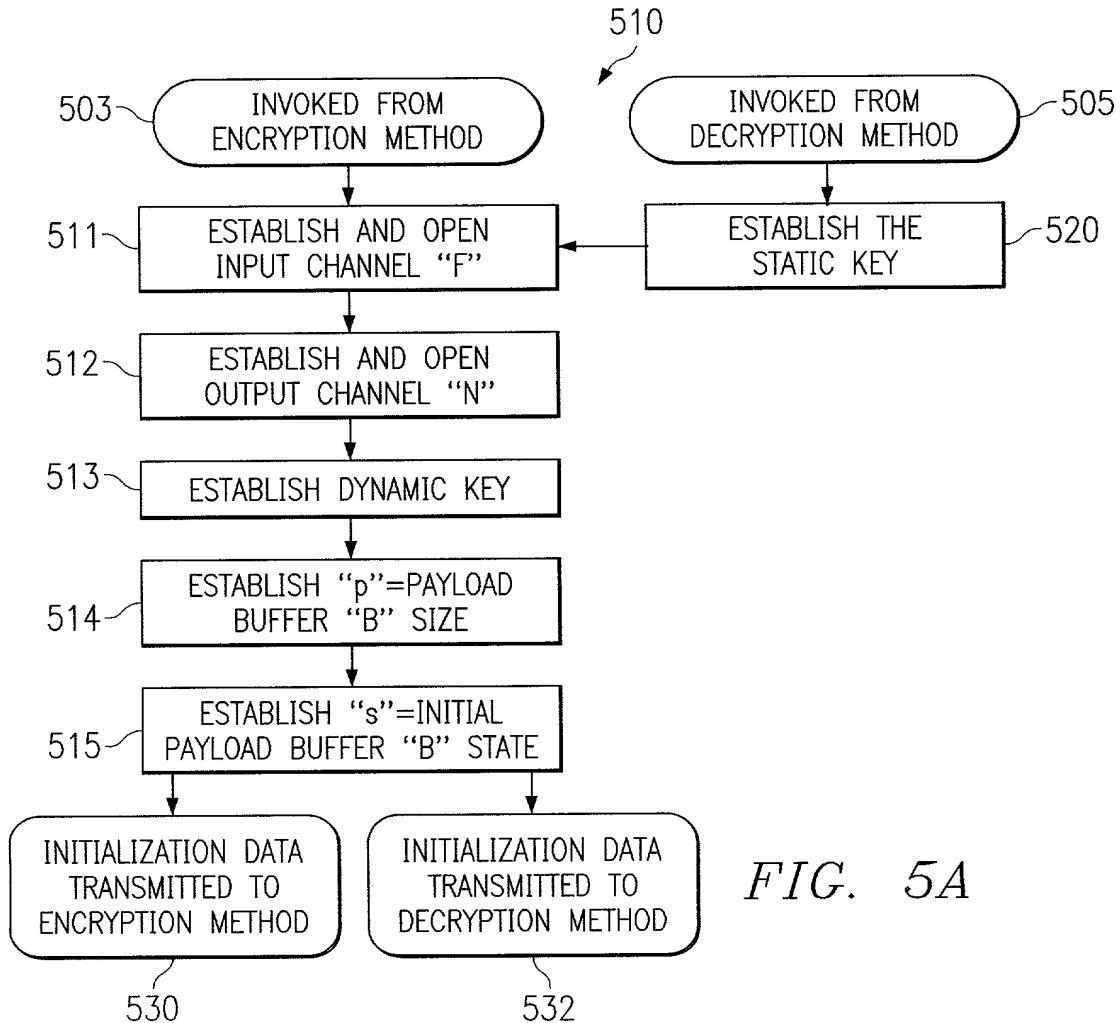 510
503
INVOKED FROM
ENCRYPTION METHOD
INVOKED FROM
DECRYPTION METHOD
505
511
ESTABLISH AND OPEN
INPUT CHANNEL “F”
ESTABLISH THE
STATIC KEY
520
512
ESTABLISH AND OPEN
OUTPUT CHANNEL “N”
513
ESTABLISH DYNAMIC KEY
514
ESTABLISH “p”=PAYLOAD
BUFFER “B” SIZE
515
ESTABLISH “s”=INITIAL
PAYLOAD BUFFER “B” STATE
INITIALIZATION DATA
TRANSMITTED TO
ENCRYPTION METHOD
530
INITIALIZATION DATA
TRANSMITTED TO
DECRYPTION METHOD
532
FIG. 5A